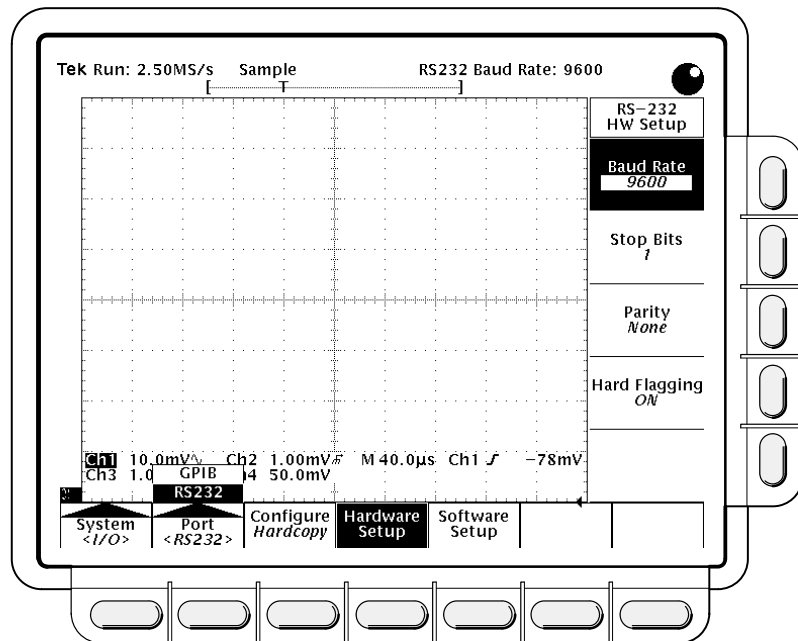 Tek Run: 2.50MS/s Sample RS232 Baud Rate: 9600
[ T ]
RS-232
HW Setup
Baud Rate
9600
Stop Bits
1
Parity
None
Hard Flagging
ON
Ch1 10.0mV Ch2 1.00mV M 40.0µs Ch1 -78mV
Ch3 1.0 4 50.0mV
GPIB
RS232
System
<I/O>
Port
<RS232>
Configure
Hardcopy
Hardware
Setup
Software
Setup